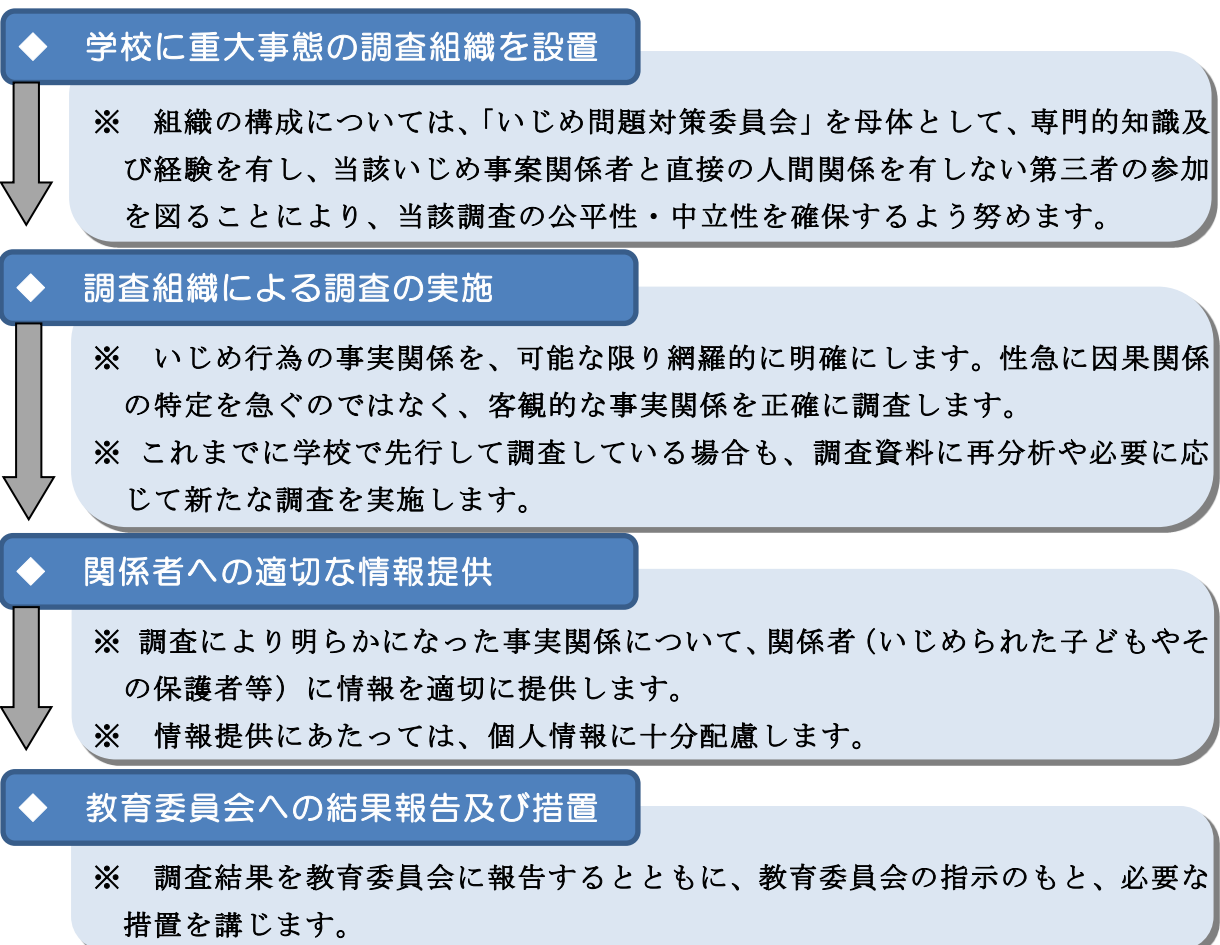 ◆　学校に重大事態の調査組織を設置
※　組織の構成については、「いじめ問題対策委員会」を母体として、専門的知識及
び経験を有し、当該いじめ事案関係者と直接の人間関係を有しない第三者の参加
を図ることにより、当該調査の公平性・中立性を確保するよう努めます。
◆　調査組織による調査の実施
※　いじめ行為の事実関係を、可能な限り網羅的に明確にします。性急に因果関係
の特定を急ぐのではなく、客観的な事実関係を正確に調査します。
※ これまでに学校で先行して調査している場合も、調査資料に再分析や必要に応
じて新たな調査を実施します。
◆　関係者への適切な情報提供
※ 調査により明らかになった事実関係について、関係者（いじめられた子どもやそ
の保護者等）に情報を適切に提供します。
※　情報提供にあたっては、個人情報に十分配慮します。
◆　教育委員会への結果報告及び措置
※　調査結果を教育委員会に報告するとともに、教育委員会の指示のもと、必要な
措置を講じます。